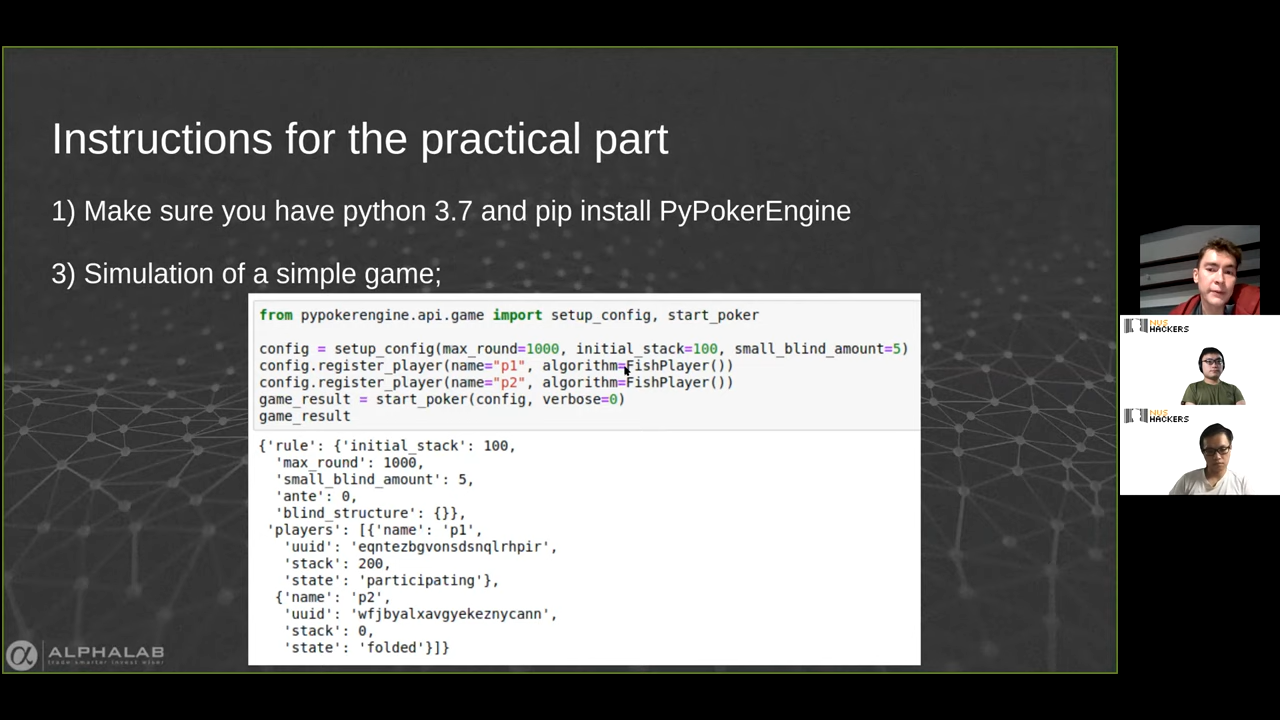 Instructions for the practical part
1) Make sure you have python 3.7 and pip install PyPokerEngine
3) Simulation of a simple game;
from pypokerengine.api.game import setup_config, start_poker
config = setup_config(max_round=1000, initial_stack=100, small_blind_amount=5)
config.register_player(name="p1", algorithm=FishPlayer())
config.register_player(name="p2", algorithm=FishPlayer())
game_result = start_poker(config, verbose=0)
game_result
{'rule': {'initial_stack': 100,
'max_round': 1000,
'small_blind_amount': 5,
'ante': 0,
'blind_structure': {}},
'players': [{'name': 'p1',
'uuid': 'eqntezbgvonsdsnqlrhpir',
'stack': 200,
'state': 'participating'},
{'name': 'p2',
'uuid': 'wfjbyalxavgyekeznycann',
'stack': 0,
'state': 'folded'}]}
α ALPHALAB
trade smarter invest wiser
NUS
HACKERS
NUS
HACKERS